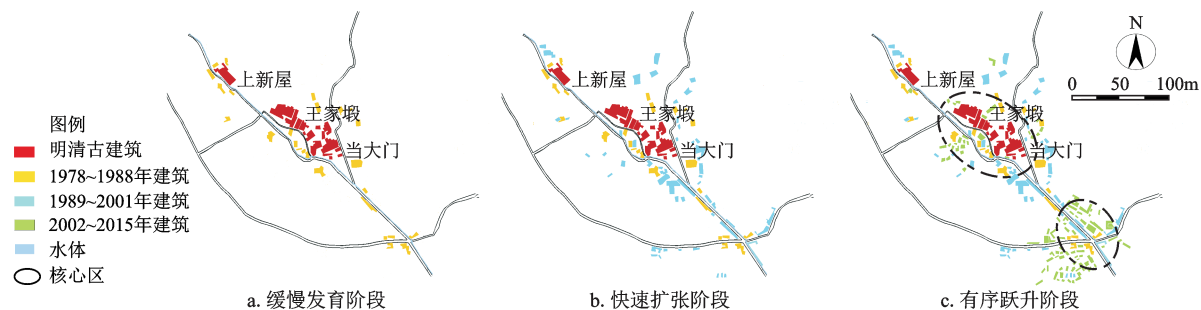 图例
明清古建筑
1978~1988年建筑
1989~2001年建筑
2002~2015年建筑
水体
核心区
上新屋
王家塅
当大门
a. 缓慢发育阶段
上新屋
王家塅
当大门
b. 快速扩张阶段
上新屋
王家塅
当大门
c. 有序跃升阶段
N
0 50 100m